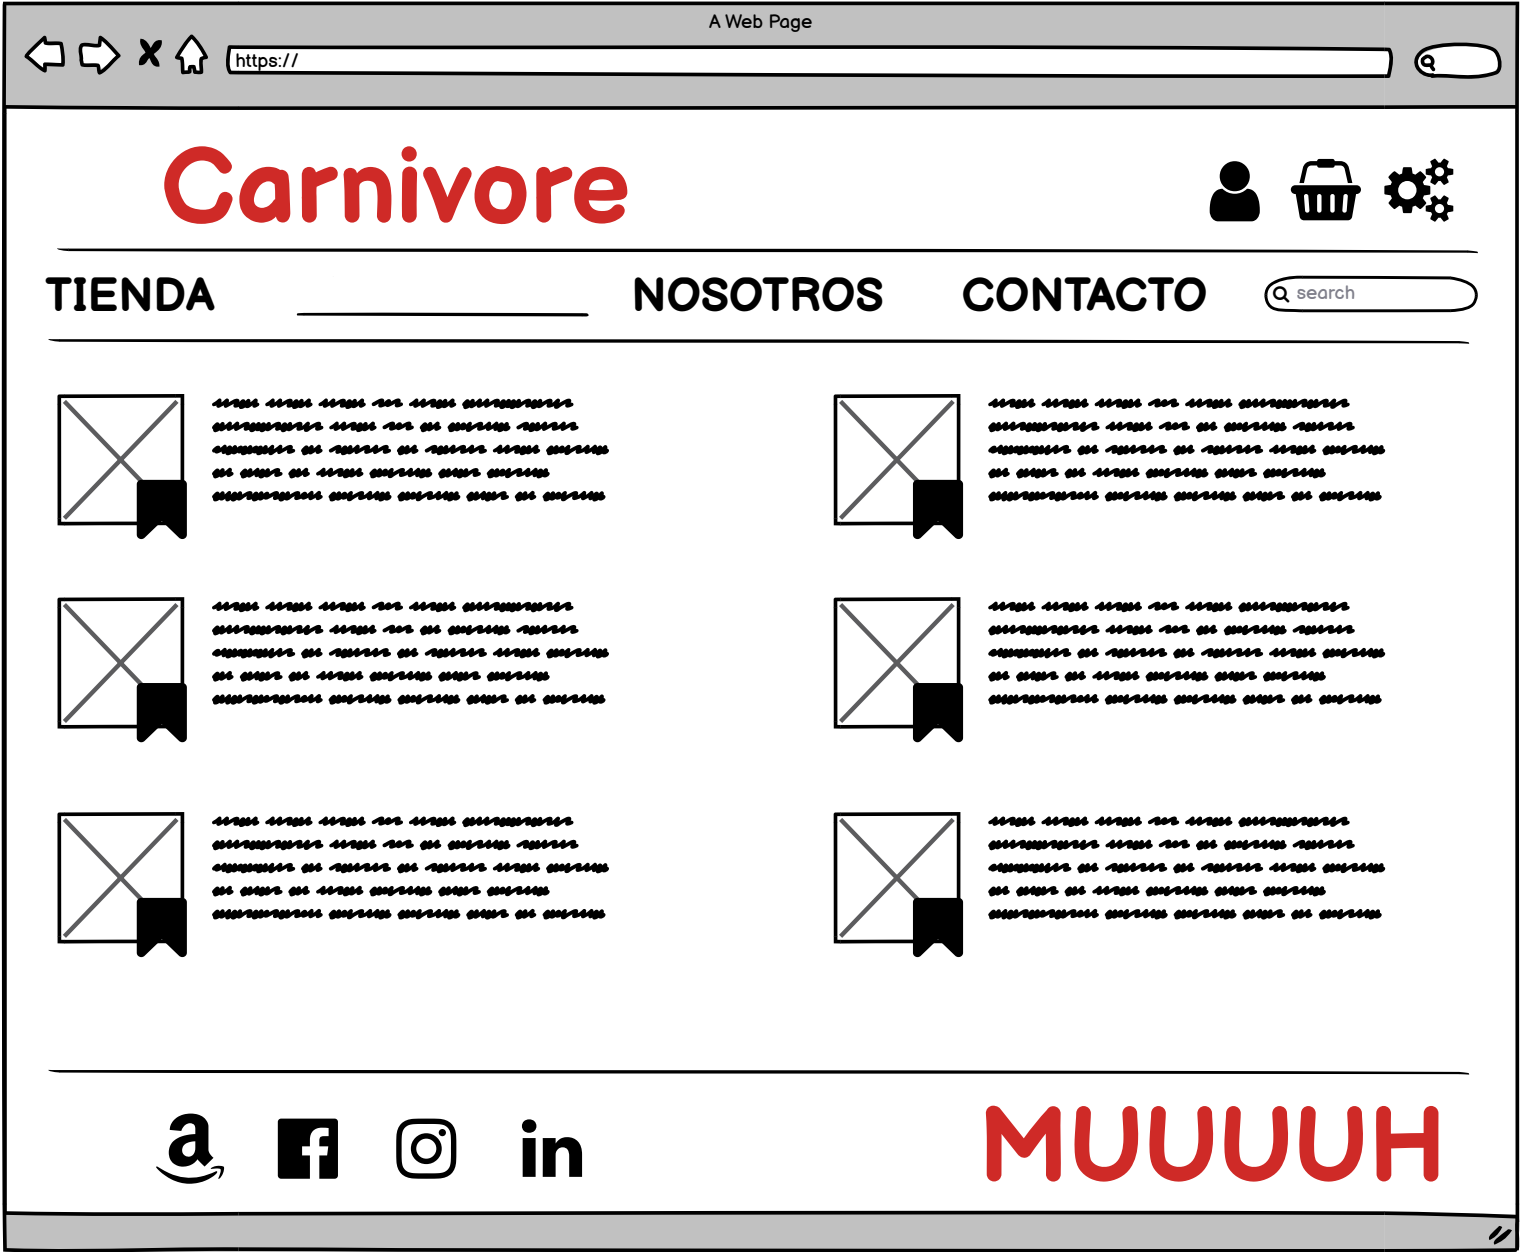 A Web Page
https://
Carnivore
TIENDA NOSOTROS CONTACTO search
MUUUUH